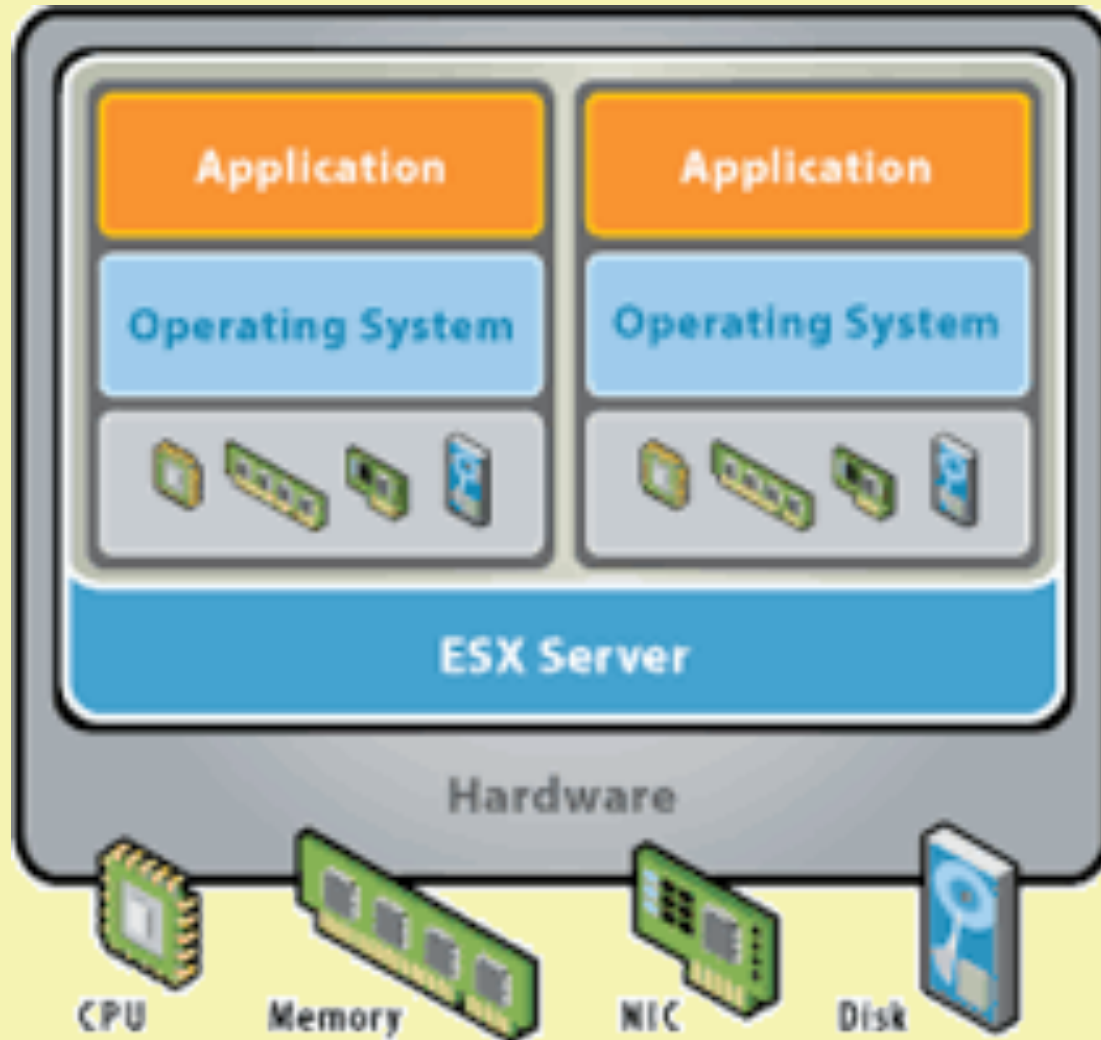 Application
Application
Operating System
Operating System
ESX Server
Hardware
CPU
Memory
NIC
Disk